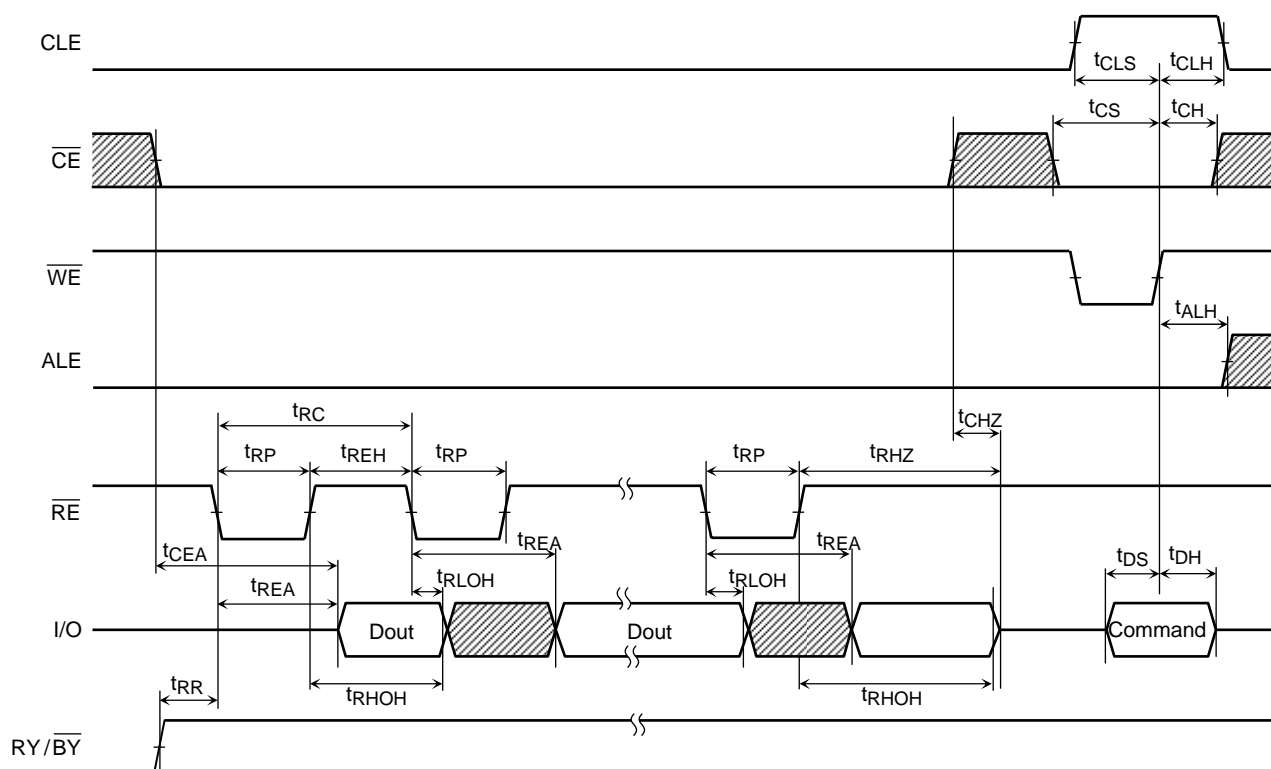 CLE
tCLS tCLH
tCS tCH
CE
WE
tALH
ALE
tRC tCHZ
tRP tREH tRP tRP tRHZ
RE
tCEA tREA tREA
tREA tRLOH tRLOH tDS tDH
I/O Dout Dout Command
tRR tRHOH tRHOH
RY/BY